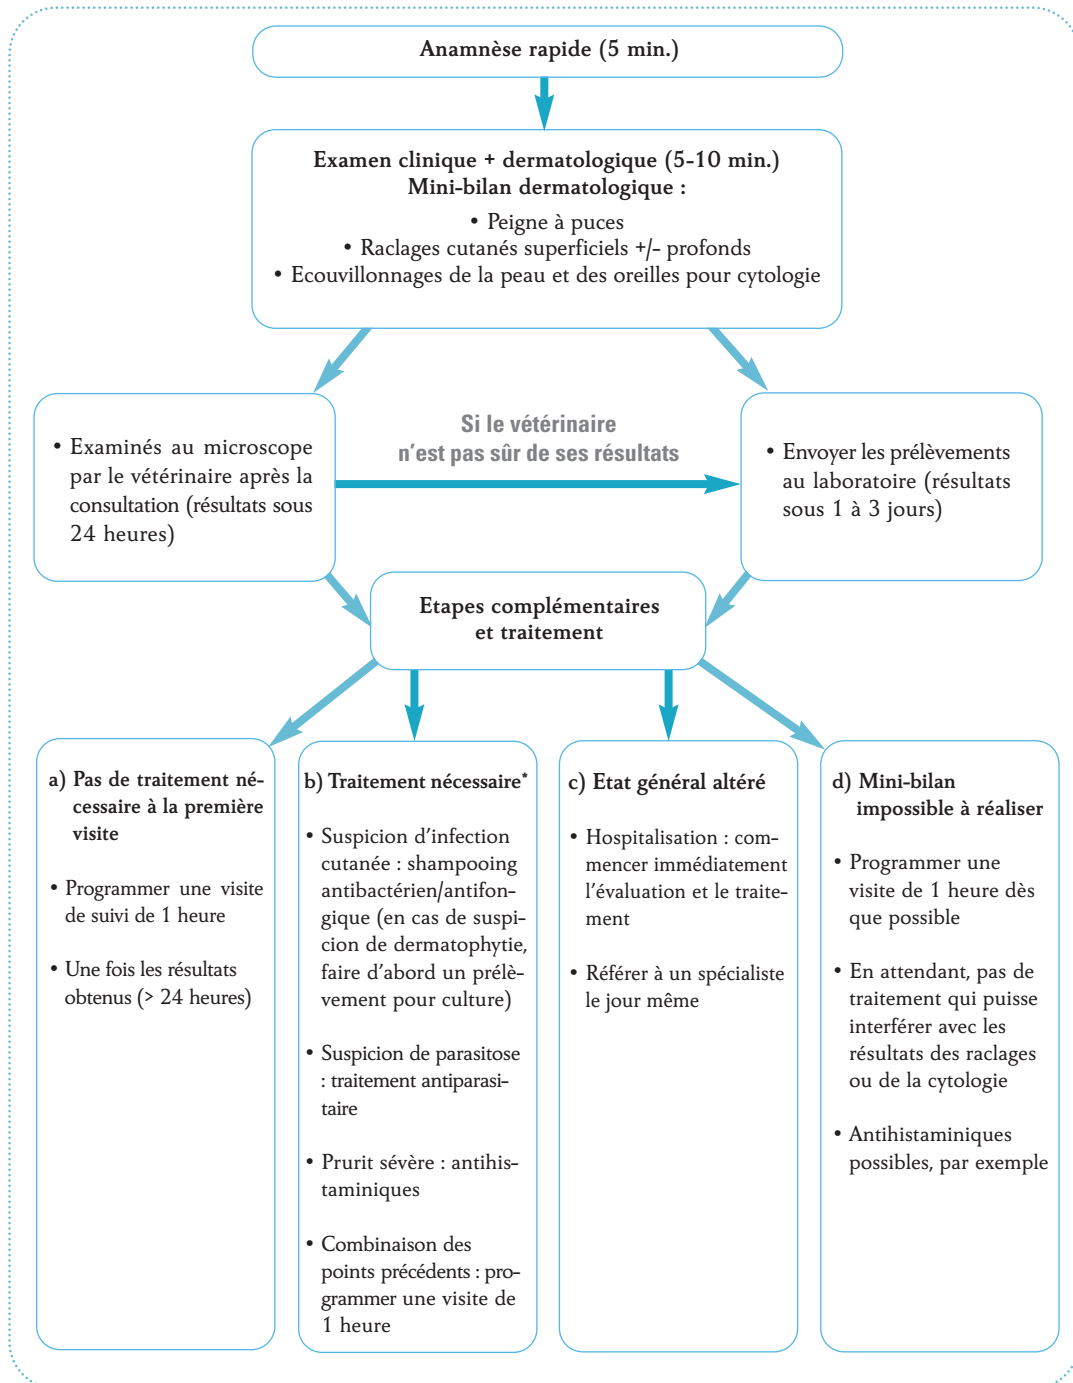 Anamnèse rapide (5 min.)
Examen clinique + dermatologique (5-10 min.)
Mini-bilan dermatologique :
• Peigne à puces
• Raclages cutanés superficiels +/- profonds
• Ecouvillonnages de la peau et des oreilles pour cytologie
• Examinés au microscope
par le vétérinaire après la
consultation (résultats sous
24 heures)
Si le vétérinaire
n'est pas sûr de ses résultats
• Envoyer les prélèvements
au laboratoire (résultats
sous 1 à 3 jours)
Etapes complémentaires
et traitement
a) Pas de traitement né-
cessaire à la première
visite
• Programmer une visite
de suivi de 1 heure
• Une fois les résultats
obtenus (> 24 heures)
b) Traitement nécessaire*
• Suspicion d'infection
cutanée : shampooing
antibactérien/antifon-
gique (en cas de suspi-
cion de dermatophytie,
faire d'abord un prélè-
vement pour culture)
• Suspicion de parasitose
: traitement antiparasi-
taire
• Prurit sévère : antihis-
taminiques
• Combinaison des
points précédents : pro-
grammer une visite de
1 heure
c) Etat général altéré
• Hospitalisation : com-
mencer immédiatement
l'évaluation et le traite-
ment
• Référer à un spécialiste
le jour même
d) Mini-bilan
impossible à réaliser
• Programmer une
visite de 1 heure dès
que possible
• En attendant, pas de
traitement qui puisse
interférer avec les
résultats des raclages
ou de la cytologie
• Antihistaminiques
possibles, par exemple